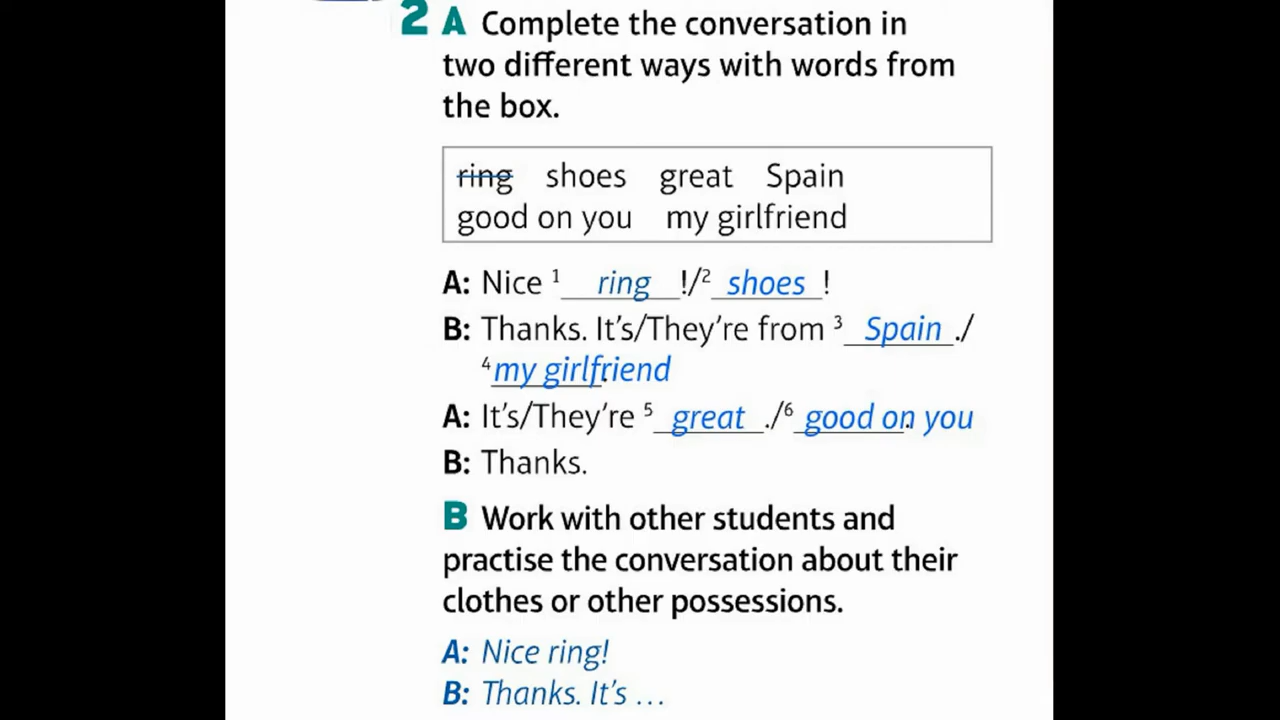 2 A Complete the conversation in
two different ways with words from
the box.
ring shoes great Spain
good on you my girlfriend
A: Nice ¹ ring !/² shoes !
B: Thanks. It's/They're from ³ Spain ./
⁴ my girlfriend.
A: It's/They're ⁵ great ./⁶ good on you.
B: Thanks.
B Work with other students and
practise the conversation about their
clothes or other possessions.
A: Nice ring!
B: Thanks. It's …